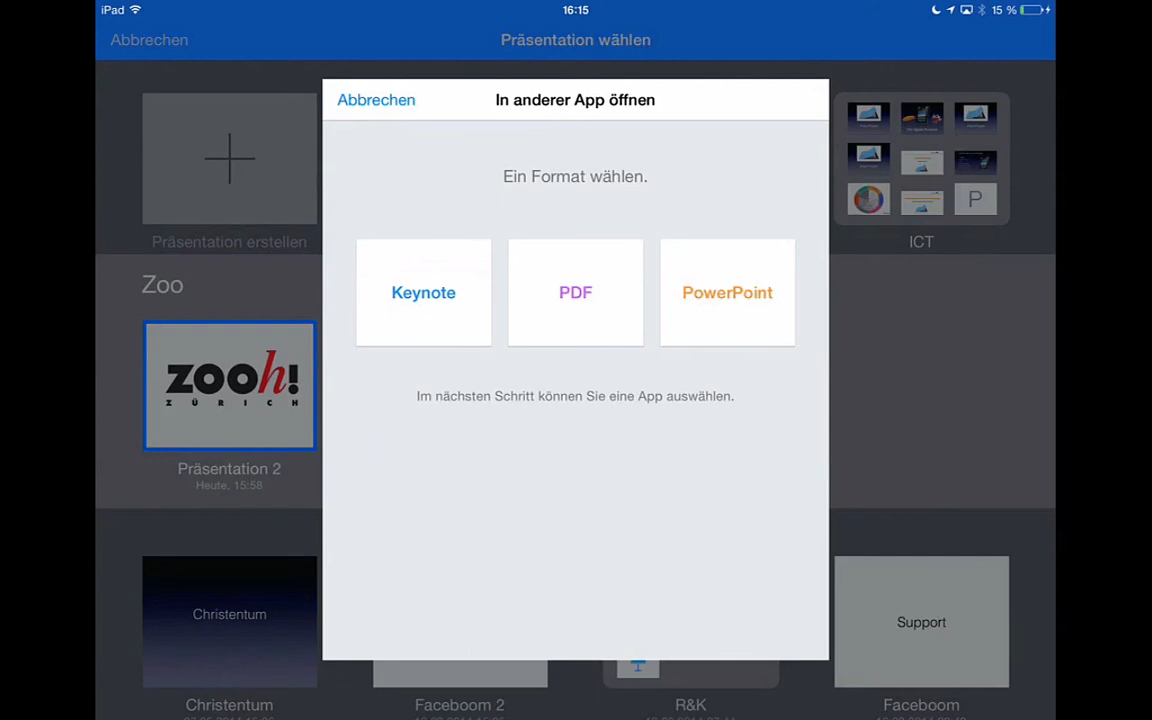 iPad 16:15 15 %
Abbrechen Präsentation wählen
Abbrechen In anderer App öffnen
Ein Format wählen.
Präsentation erstellen ICT
P
Zoo
Keynote PDF PowerPoint
zooh!
ZÜRICH
Im nächsten Schritt können Sie eine App auswählen.
Präsentation 2
Heute, 15:58
Christentum
Support
Christentum Faceboom 2 R&K Faceboom